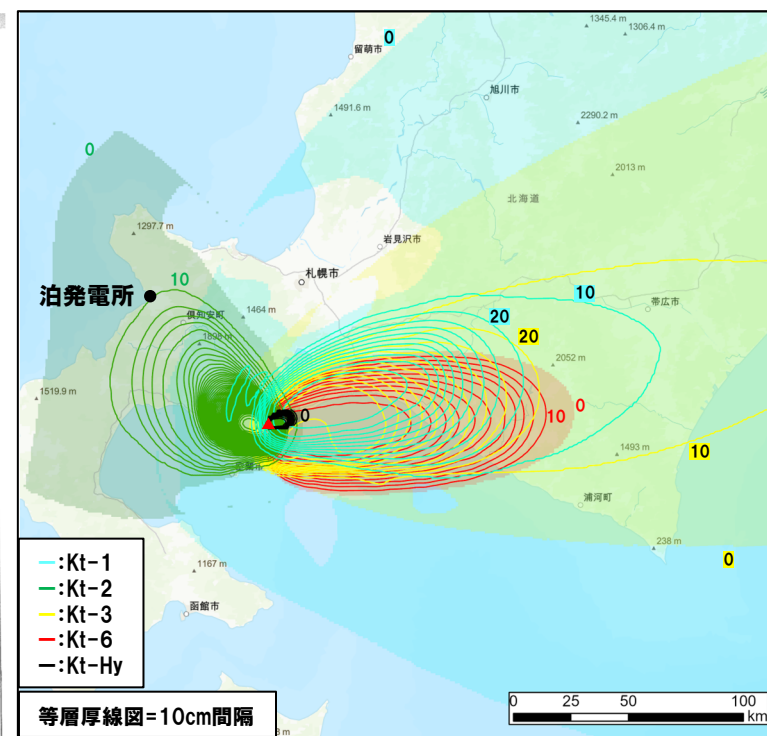 0
留萌市
1345.4 m
1306.4 m
旭川市
1491.6 m
2290.2 m
0
2013 m
北海道
1297.7 m
岩見沢市
札幌市
泊発電所
10
10
帯広市
倶知安町
1464 m
20
20
1898 m
2052 m
1519.9 m
0
10
0
10
1493 m
浦河町
238 m
0
1167 m
函館市
:Kt-1
:Kt-2
:Kt-3
:Kt-6
:Kt-Hy
等層厚線図=10cm間隔
0 25 50 100
km